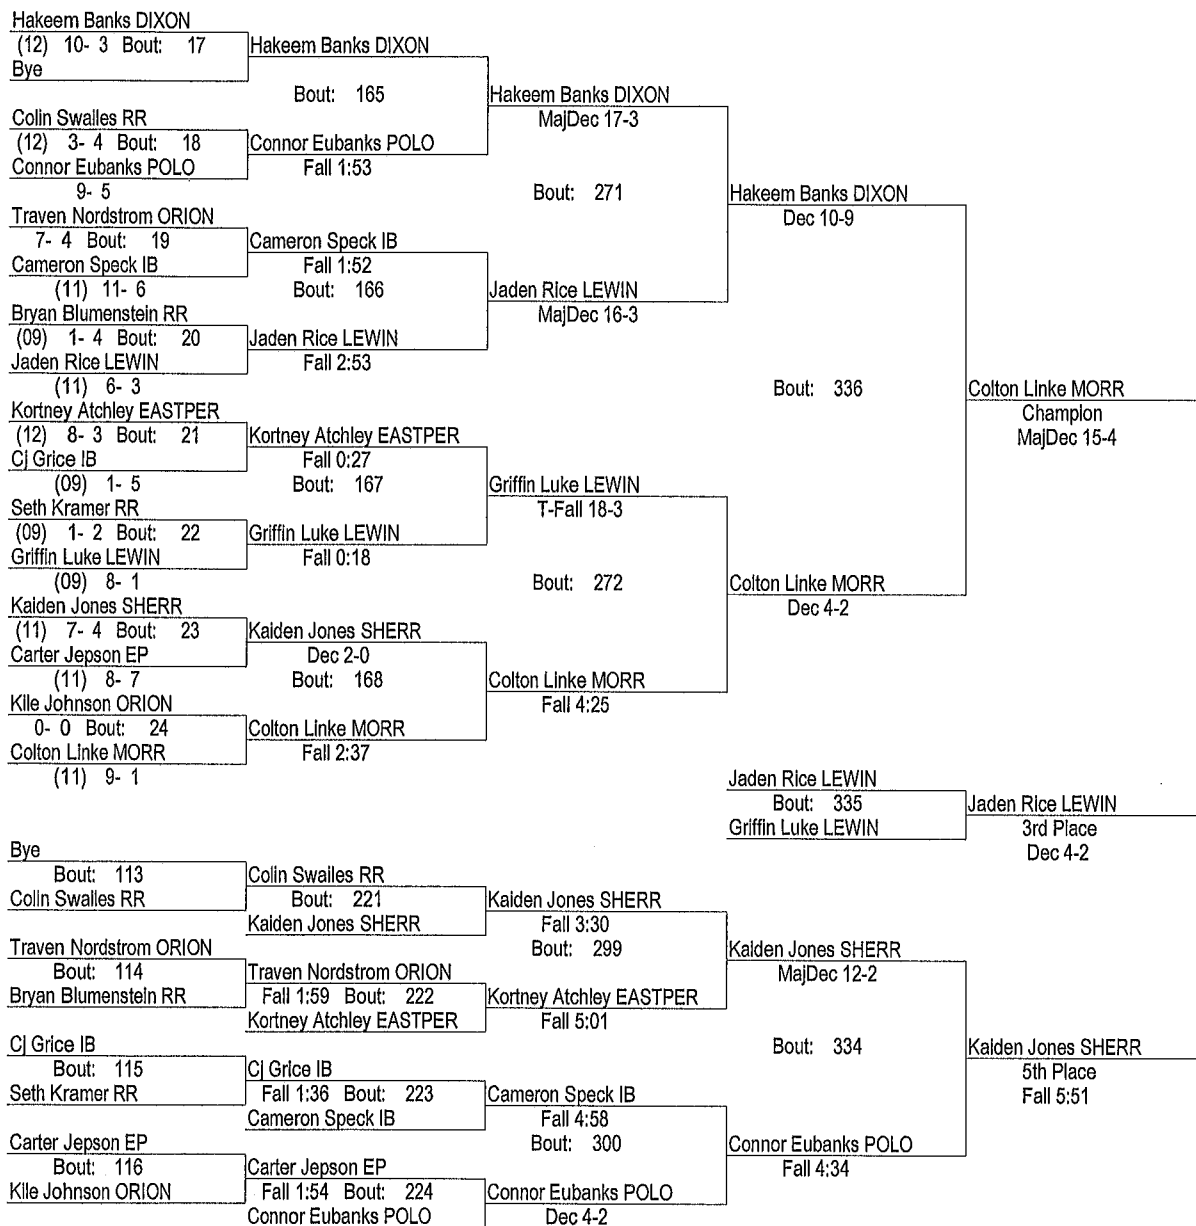 Hakeem Banks DIXON
(12) 10- 3 Bout: 17
Bye
Hakeem Banks DIXON
Bout: 165
Colin Swailes RR
(12) 3- 4 Bout: 18
Connor Eubanks POLO
9- 5
Connor Eubanks POLO
Fall 1:53
Hakeem Banks DIXON
MajDec 17-3
Bout: 271
Traven Nordstrom ORION
7- 4 Bout: 19
Cameron Speck IB
(11) 11- 6
Cameron Speck IB
Fall 1:52
Bout: 166
Bryan Blumenstein RR
(09) 1- 4 Bout: 20
Jaden Rice LEWIN
(11) 6- 3
Jaden Rice LEWIN
Fall 2:53
Jaden Rice LEWIN
MajDec 16-3
Hakeem Banks DIXON
Dec 10-9
Bout: 336
Kortney Atchley EASTPER
(12) 8- 3 Bout: 21
Cj Grice IB
(09) 1- 5
Kortney Atchley EASTPER
Fall 0:27
Bout: 167
Seth Kramer RR
(09) 1- 2 Bout: 22
Griffin Luke LEWIN
(09) 8- 1
Griffin Luke LEWIN
Fall 0:18
Griffin Luke LEWIN
T-Fall 18-3
Bout: 272
Kaiden Jones SHERR
(11) 7- 4 Bout: 23
Carter Jepson EP
(11) 8- 7
Kaiden Jones SHERR
Dec 2-0
Bout: 168
Kile Johnson ORION
0- 0 Bout: 24
Colton Linke MORR
(11) 9- 1
Colton Linke MORR
Fall 2:37
Colton Linke MORR
Fall 4:25
Colton Linke MORR
Dec 4-2
Colton Linke MORR
Champion
MajDec 15-4
Jaden Rice LEWIN
Bout: 335
Griffin Luke LEWIN
Jaden Rice LEWIN
3rd Place
Dec 4-2
Bye
Bout: 113
Colin Swailes RR
Colin Swailes RR
Bout: 221
Kaiden Jones SHERR
Kaiden Jones SHERR
Fall 3:30
Bout: 299
Traven Nordstrom ORION
Bout: 114
Bryan Blumenstein RR
Traven Nordstrom ORION
Fall 1:59 Bout: 222
Kortney Atchley EASTPER
Kortney Atchley EASTPER
Fall 5:01
Kaiden Jones SHERR
MajDec 12-2
Bout: 334
Cj Grice IB
Bout: 115
Seth Kramer RR
Cj Grice IB
Fall 1:36 Bout: 223
Cameron Speck IB
Cameron Speck IB
Fall 4:58
Bout: 300
Carter Jepson EP
Bout: 116
Kile Johnson ORION
Carter Jepson EP
Fall 1:54 Bout: 224
Connor Eubanks POLO
Connor Eubanks POLO
Dec 4-2
Connor Eubanks POLO
Fall 4:34
Kaiden Jones SHERR
5th Place
Fall 5:51